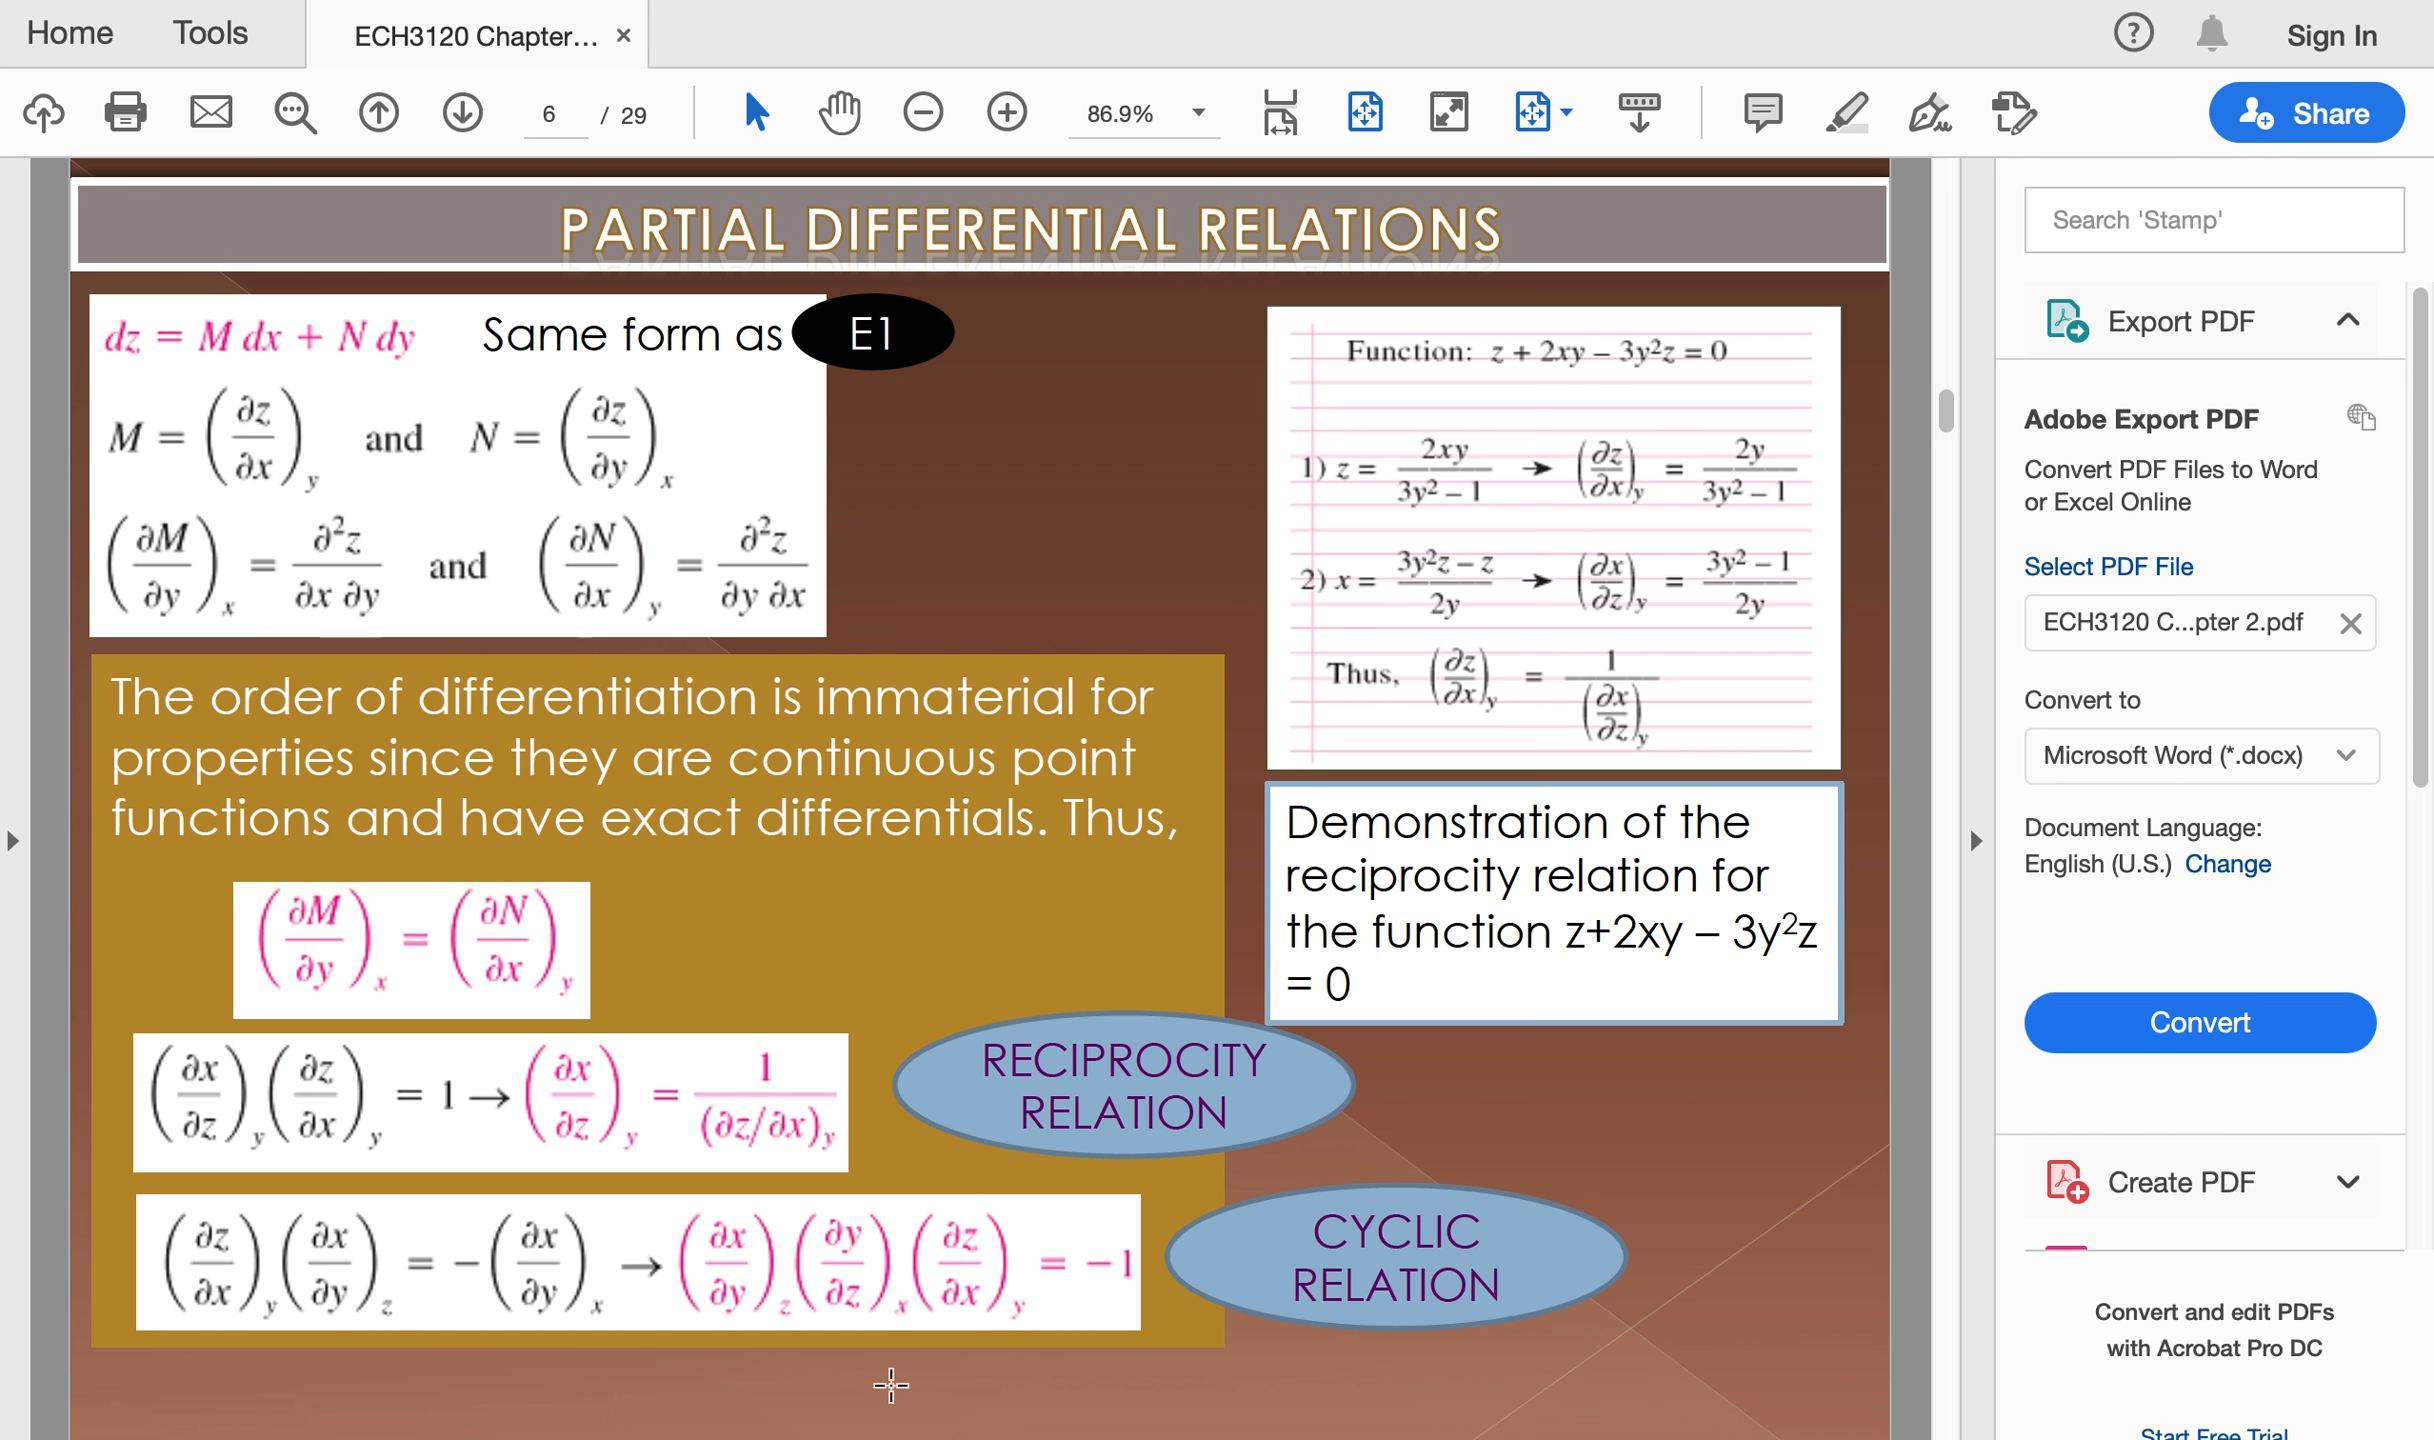 Home Tools ECH3120 Chapter... × Sign In
6 / 29 86.9% Share
PARTIAL DIFFERENTIAL RELATIONS
dz = M dx + N dy Same form as E1
M = (∂z/∂x)_y and N = (∂z/∂y)_x
(∂M/∂y)_x = ∂²z/∂x ∂y and (∂N/∂x)_y = ∂²z/∂y ∂x
The order of differentiation is immaterial for
properties since they are continuous point
functions and have exact differentials. Thus,
(∂M/∂y)_x = (∂N/∂x)_y
(∂x/∂z)_y (∂z/∂x)_y = 1 → (∂x/∂z)_y = 1/(∂z/∂x)_y
RECIPROCITY
RELATION
(∂z/∂x)_y (∂x/∂y)_z = −(∂x/∂y)_x → (∂x/∂y)_z (∂y/∂z)_x (∂z/∂x)_y = −1
CYCLIC
RELATION
Function: z + 2xy – 3y²z = 0
1) z = 2xy/(3y² – 1) → (∂z/∂x)_y = 2y/(3y² – 1)
2) x = (3y²z – z)/2y → (∂x/∂z)_y = (3y² – 1)/2y
Thus, (∂z/∂x)_y = 1/(∂x/∂z)_y
Demonstration of the
reciprocity relation for
the function z+2xy – 3y²z
= 0
Search 'Stamp'
Export PDF
Adobe Export PDF
Convert PDF Files to Word
or Excel Online
Select PDF File
ECH3120 C...pter 2.pdf
Convert to
Microsoft Word (*.docx)
Document Language:
English (U.S.) Change
Convert
Create PDF
Convert and edit PDFs
with Acrobat Pro DC
Start Free Trial